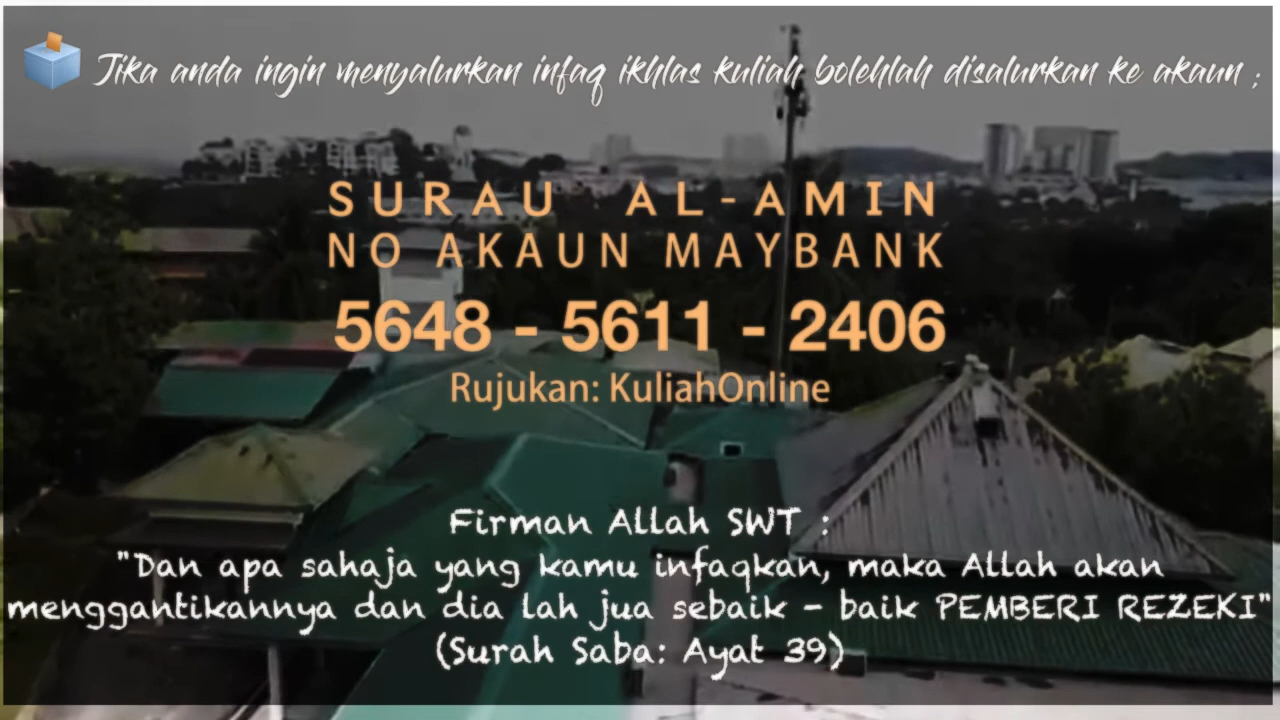 Jika anda ingin menyalurkan infaq ikhlas kuliah bolehlah disalurkan ke akaun ;
SURAU AL-AMIN
NO AKAUN MAYBANK
5648 - 5611 - 2406
Rujukan: KuliahOnline
Firman Allah SWT :
"Dan apa sahaja yang kamu infaqkan, maka Allah akan
menggantikannya dan dia lah jua sebaik - baik PEMBERI REZEKI"
(Surah Saba: Ayat 39)